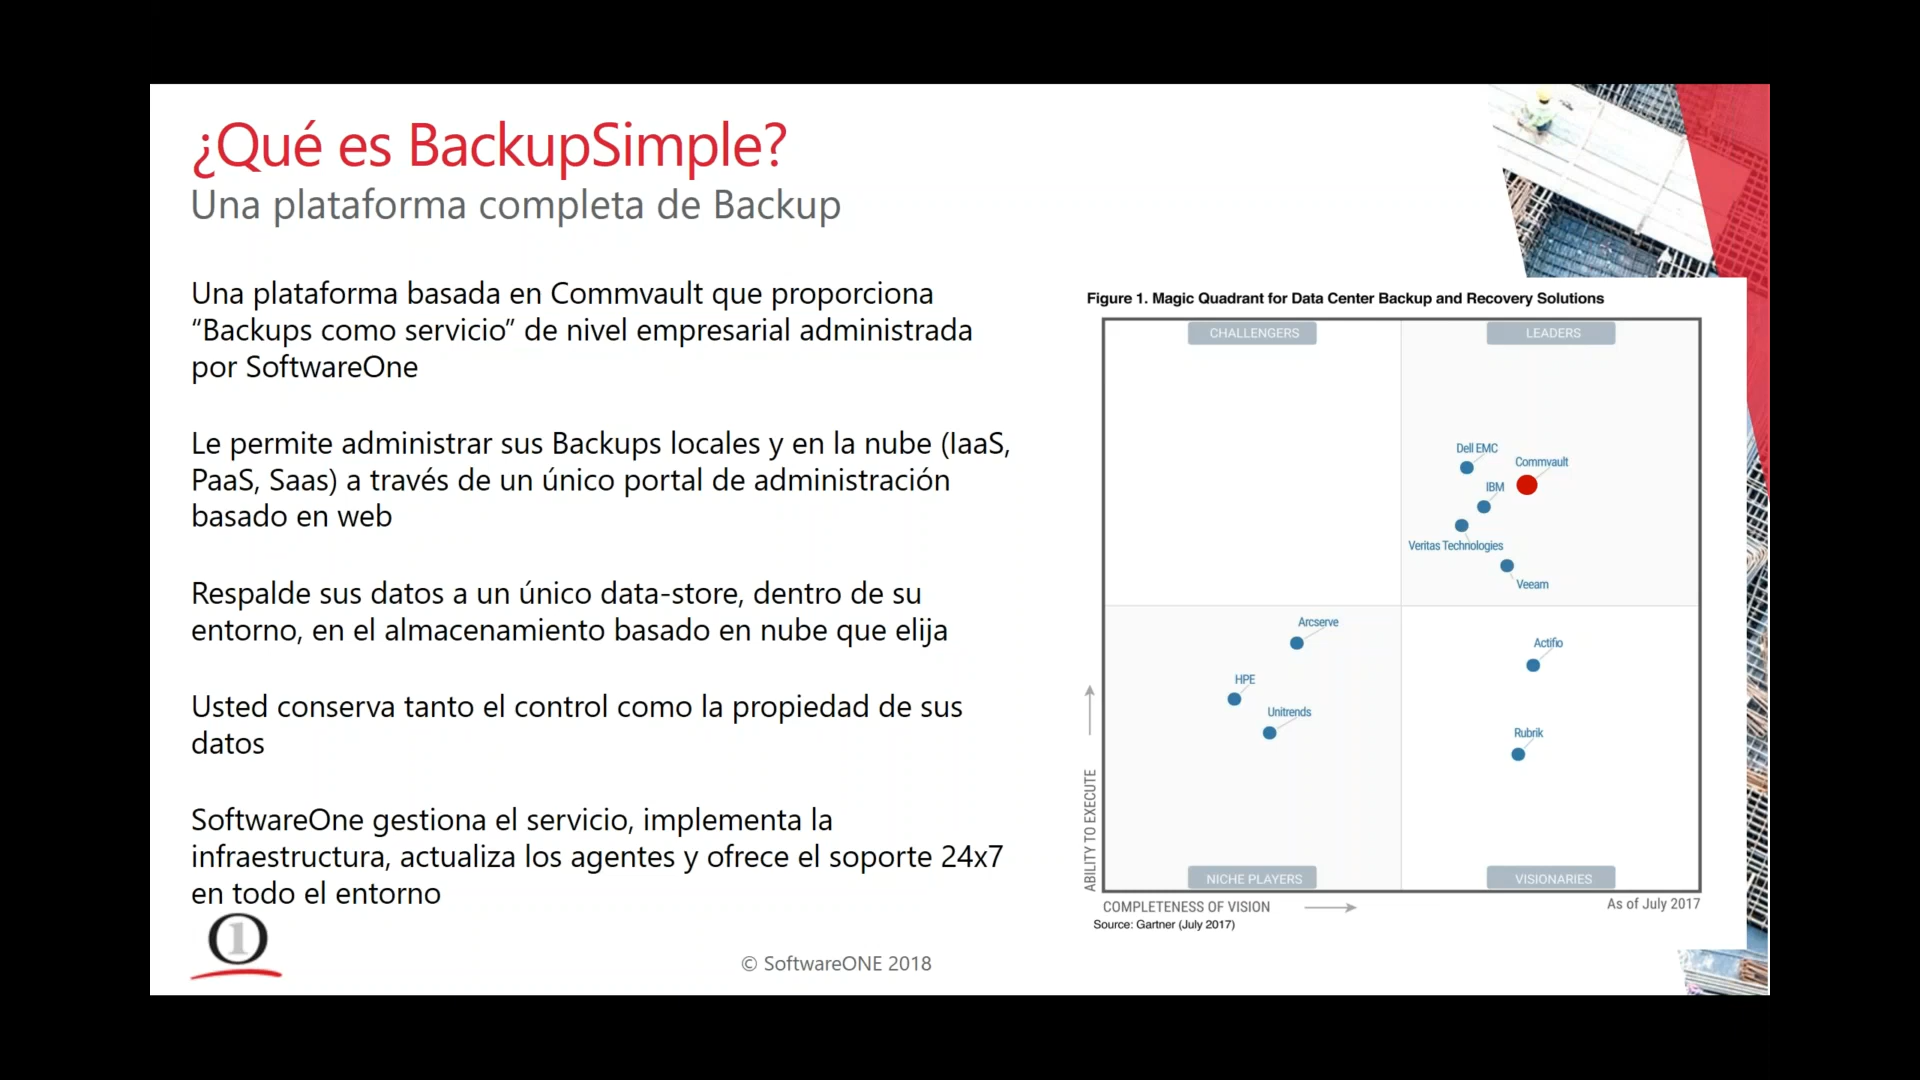 ¿Qué es BackupSimple?
Una plataforma completa de Backup
Una plataforma basada en Commvault que proporciona
“Backups como servicio” de nivel empresarial administrada
por SoftwareOne
Le permite administrar sus Backups locales y en la nube (IaaS,
PaaS, Saas) a través de un único portal de administración
basado en web
Respalde sus datos a un único data-store, dentro de su
entorno, en el almacenamiento basado en nube que elija
Usted conserva tanto el control como la propiedad de sus
datos
SoftwareOne gestiona el servicio, implementa la
infraestructura, actualiza los agentes y ofrece el soporte 24x7
en todo el entorno
Figure 1. Magic Quadrant for Data Center Backup and Recovery Solutions
CHALLENGERS
LEADERS
Dell EMC
Commvault
IBM
Veritas Technologies
Veeam
Arcserve
Actifio
HPE
Unitrends
Rubrik
ABILITY TO EXECUTE
NICHE PLAYERS
VISIONARIES
COMPLETENESS OF VISION
As of July 2017
Source: Gartner (July 2017)
© SoftwareONE 2018